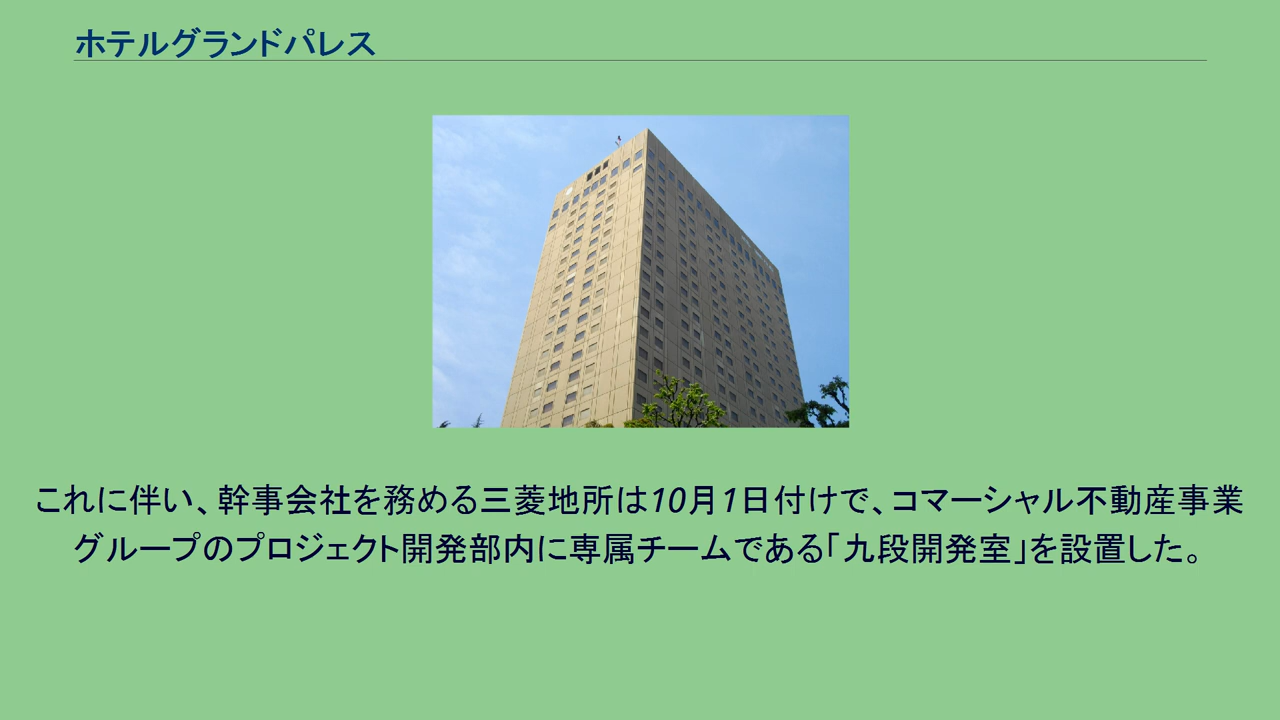 ホテルグランドパレス
これに伴い、幹事会社を務める三菱地所は10月1日付けで、コマーシャル不動産事業
グループのプロジェクト開発部内に専属チームである「九段開発室」を設置した。